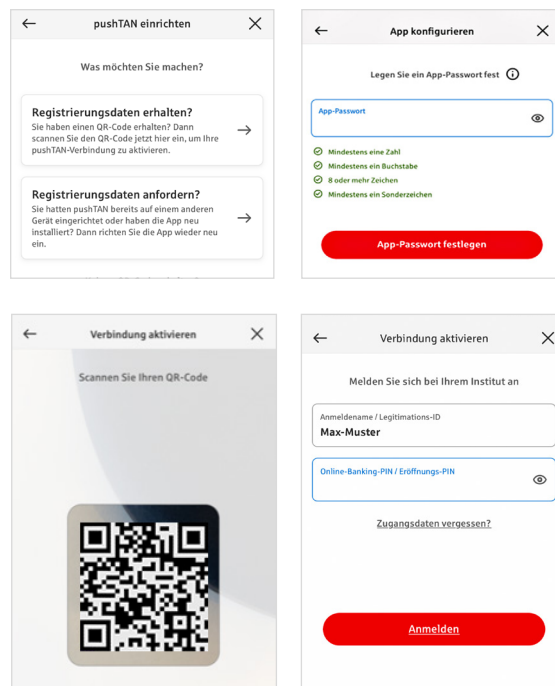 pushTAN einrichten
Was möchten Sie machen?
Registrierungsdaten erhalten?
Sie haben einen QR-Code erhalten? Dann
scannen Sie den QR-Code jetzt hier ein, um Ihre
pushTAN-Verbindung zu aktivieren.
Registrierungsdaten anfordern?
Sie hatten pushTAN bereits auf einem anderen
Gerät eingerichtet oder haben die App neu
installiert? Dann richten Sie die App wieder neu
ein.
App konfigurieren
Legen Sie ein App-Passwort fest
App-Passwort
Mindestens eine Zahl
Mindestens ein Buchstabe
8 oder mehr Zeichen
Mindestens ein Sonderzeichen
App-Passwort festlegen
Verbindung aktivieren
Scannen Sie Ihren QR-Code
Verbindung aktivieren
Melden Sie sich bei Ihrem Institut an
Anmeldename / Legitimations-ID
Max-Muster
Online-Banking-PIN / Eröffnungs-PIN
Zugangsdaten vergessen?
Anmelden